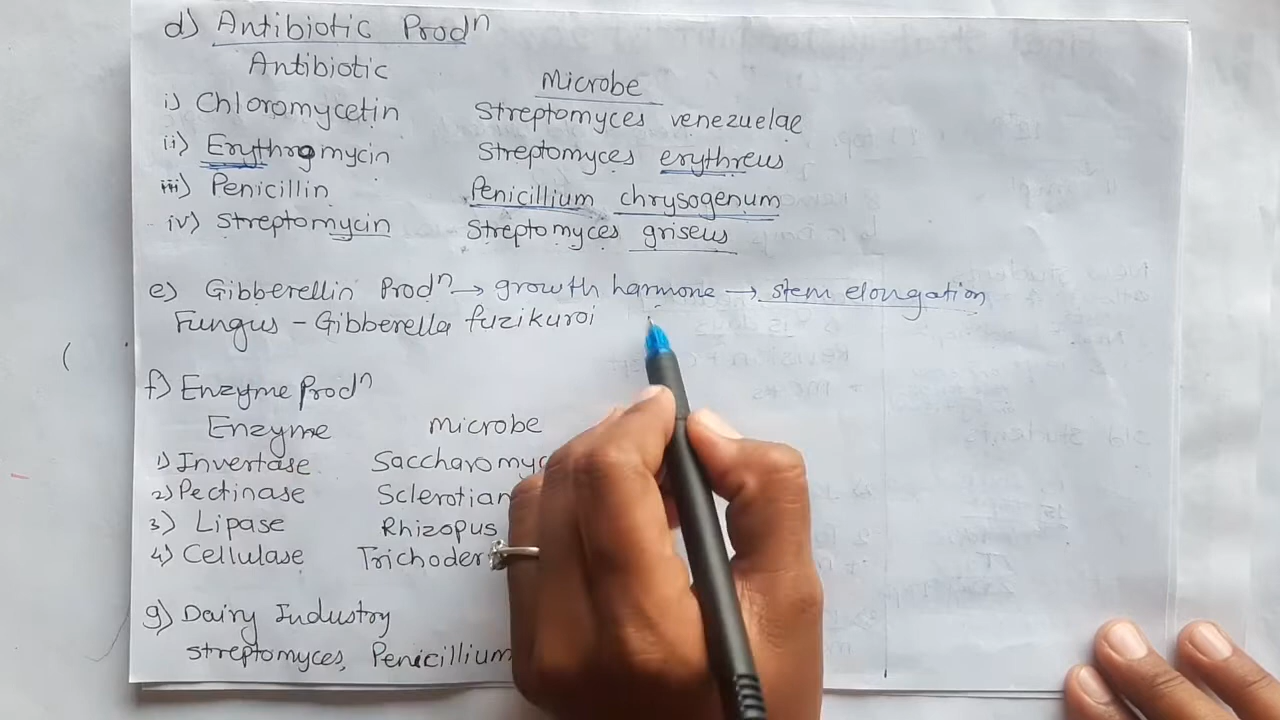 d) Antibiotic Prodⁿ
Antibiotic Microbe
i) Chloromycetin Streptomyces venezuelae
ii) Erythromycin Streptomyces erythreus
iii) Penicillin Penicillium chrysogenum
iv) Streptomycin Streptomyces griseus
e) Gibberellin Prodⁿ → growth harmone → stem elongation
Fungus - Gibberella fuzikuroi
f) Enzyme Prodⁿ
Enzyme Microbe
1) Invertase Saccharomyc
2) Pectinase Sclerotian
3) Lipase Rhizopus
4) Cellulase Trichoder
g) Dairy Industry
streptomyces, Penicillium